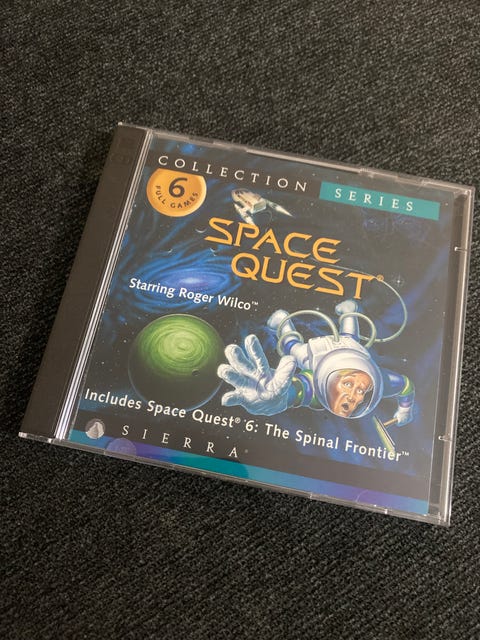 COLLECTION SERIES
6
FULL GAMES
SPACE
QUEST®
Starring Roger Wilco™
Includes Space Quest® 6: The Spinal Frontier™
SIERRA®